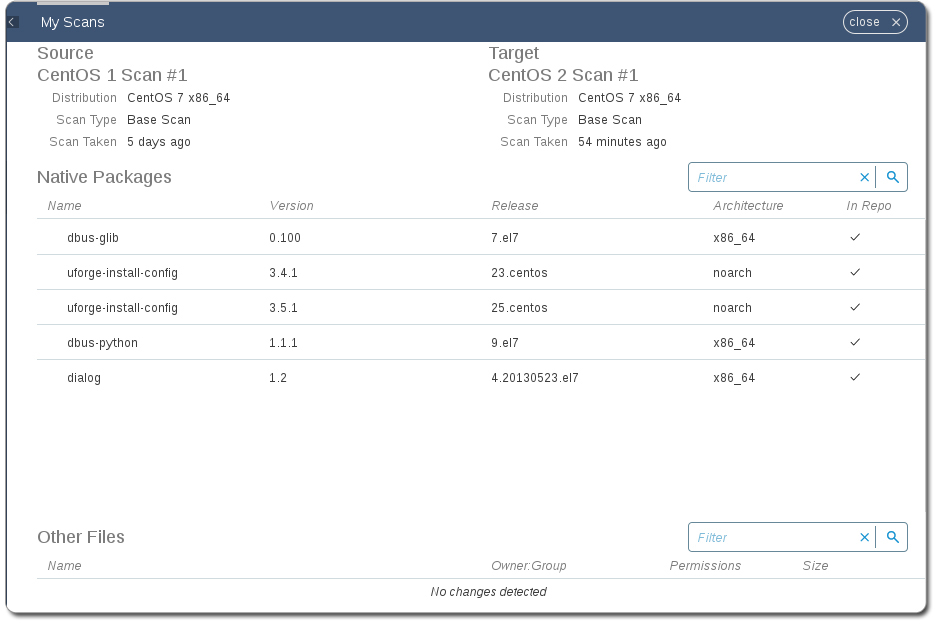 My Scans
close
Source
Target
CentOS 1 Scan #1
CentOS 2 Scan #1
Distribution CentOS 7 x86_64
Distribution CentOS 7 x86_64
Scan Type Base Scan
Scan Type Base Scan
Scan Taken 5 days ago
Scan Taken 54 minutes ago
Native Packages
Filter
Name Version Release Architecture In Repo
dbus-glib 0.100 7.el7 x86_64 ✓
uforge-install-config 3.4.1 23.centos noarch ✓
uforge-install-config 3.5.1 25.centos noarch ✓
dbus-python 1.1.1 9.el7 x86_64 ✓
dialog 1.2 4.20130523.el7 x86_64 ✓
Other Files
Filter
Name Owner:Group Permissions Size
No changes detected